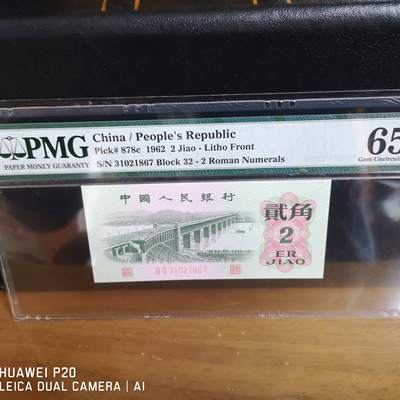 PMG
PAPER MONEY GUARANTY
China / People's Republic
Pick# 878c 1962 2 Jiao - Litho Front
S/N 31021867 Block 32 - 2 Roman Numerals
65
Gem Uncircula
中國人民銀行
貳角
2
ER
JIAO
31021867
HUAWEI P20
LEICA DUAL CAMERA | AI